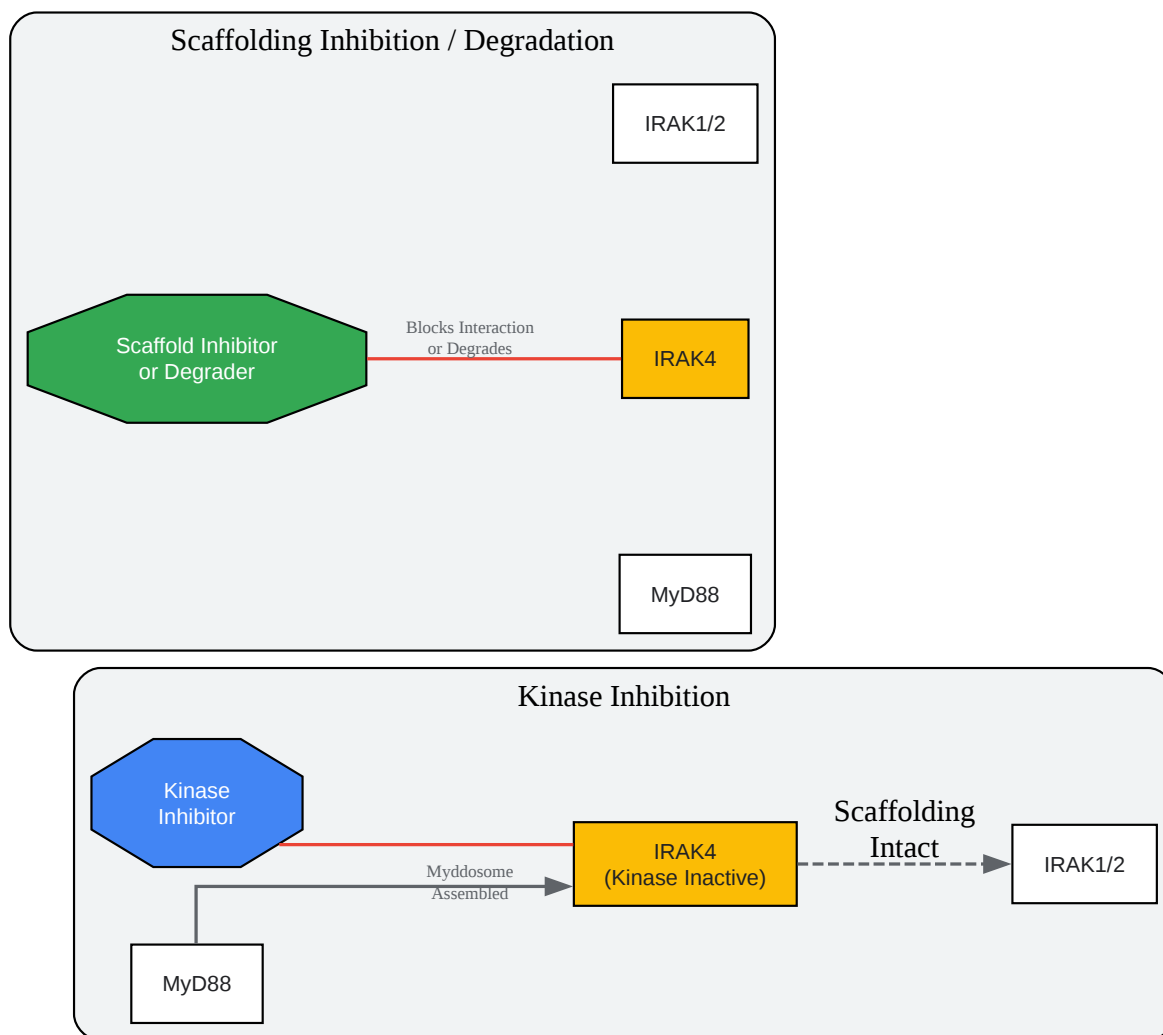 Scaffolding Inhibition / Degradation
IRAK1/2
Scaffold Inhibitor
or Degrader
Blocks Interaction
or Degrades
IRAK4
MyD88
Kinase Inhibition
Kinase
Inhibitor
Myddosome
Assembled
IRAK4
(Kinase Inactive)
Scaffolding
Intact
IRAK1/2
MyD88